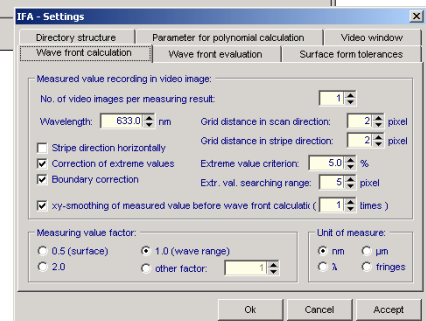 IFA - Settings
Directory structure Parameter for polynomial calculation Video window
Wave front calculation Wave front evaluation Surface form tolerances
Measured value recording in video image:
No. of video images per measuring result: 1
Wavelength: 633.0 nm Grid distance in scan direction: 2 pixel
Stripe direction horizontally Grid distance in stripe direction: 2 pixel
Correction of extreme values Extreme value criterion: 5.0 %
Boundary correction Extr. val. searching range: 5 pixel
xy-smoothing of measured value before wave front calculati ( 1 times )
Measuring value factor: Unit of measure:
0.5 (surface) 1.0 (wave range) nm µm
2.0 other factor: 1 λ fringes
Ok Cancel Accept